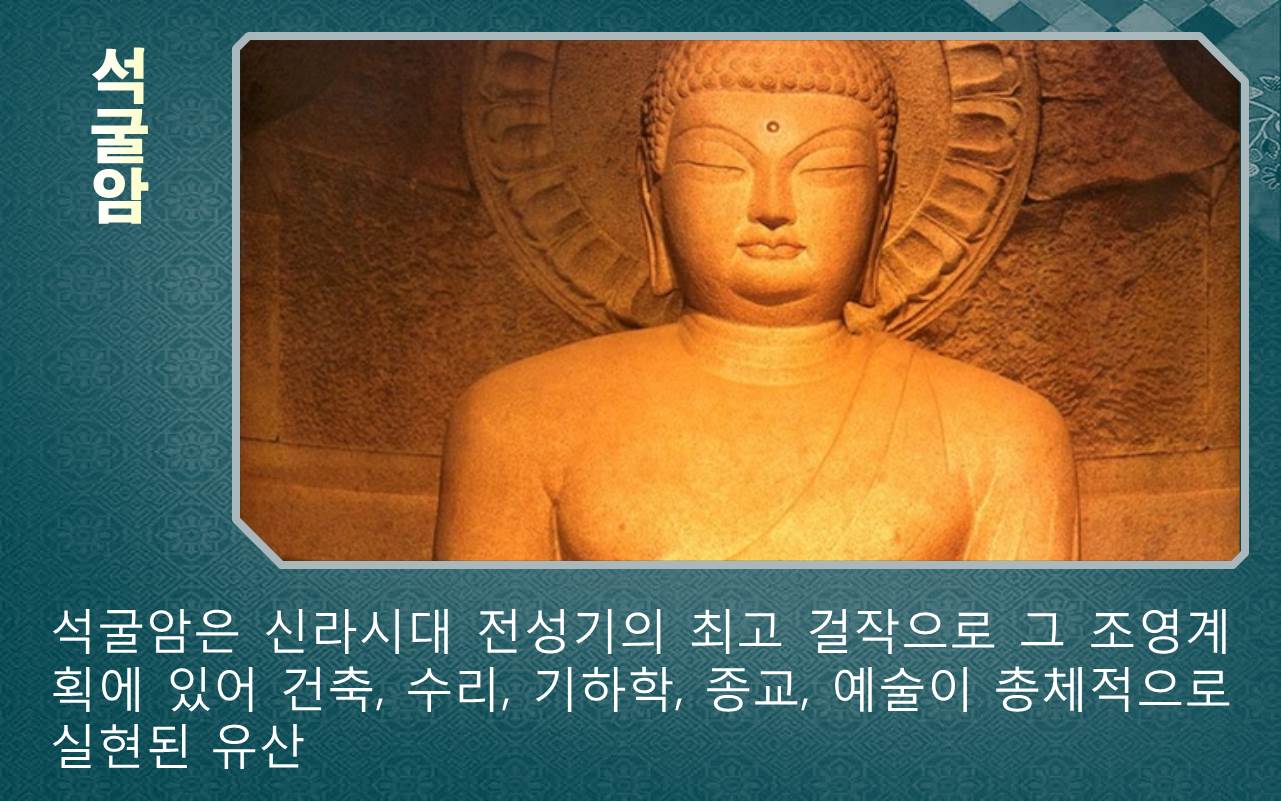 석굴암
석굴암은 신라시대 전성기의 최고 걸작으로 그 조영계
획에 있어 건축, 수리, 기하학, 종교, 예술이 총체적으로
실현된 유산